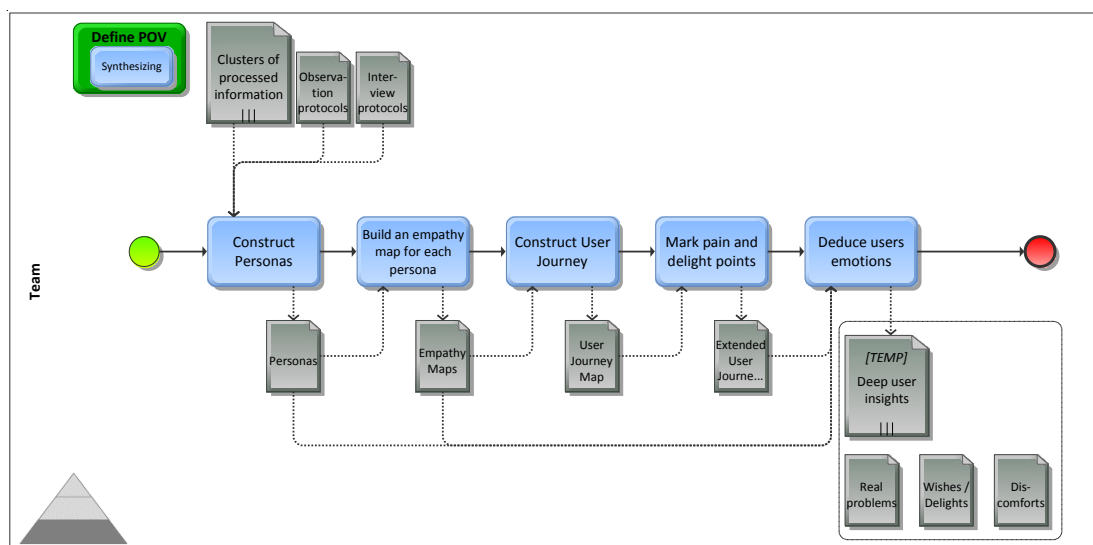 Define POV
Synthesizing
Clusters of
processed
information
Observa-
tion
protocols
Inter-
view
protocols
Team
Construct
Personas
Build an empathy
map for each
persona
Construct User
Journey
Mark pain and
delight points
Deduce users
emotions
Personas
Empathy
Maps
User
Journey
Map
Extended
User
Journe...
[TEMP]
Deep user
insights
Real
problems
Wishes /
Delights
Dis-
comforts